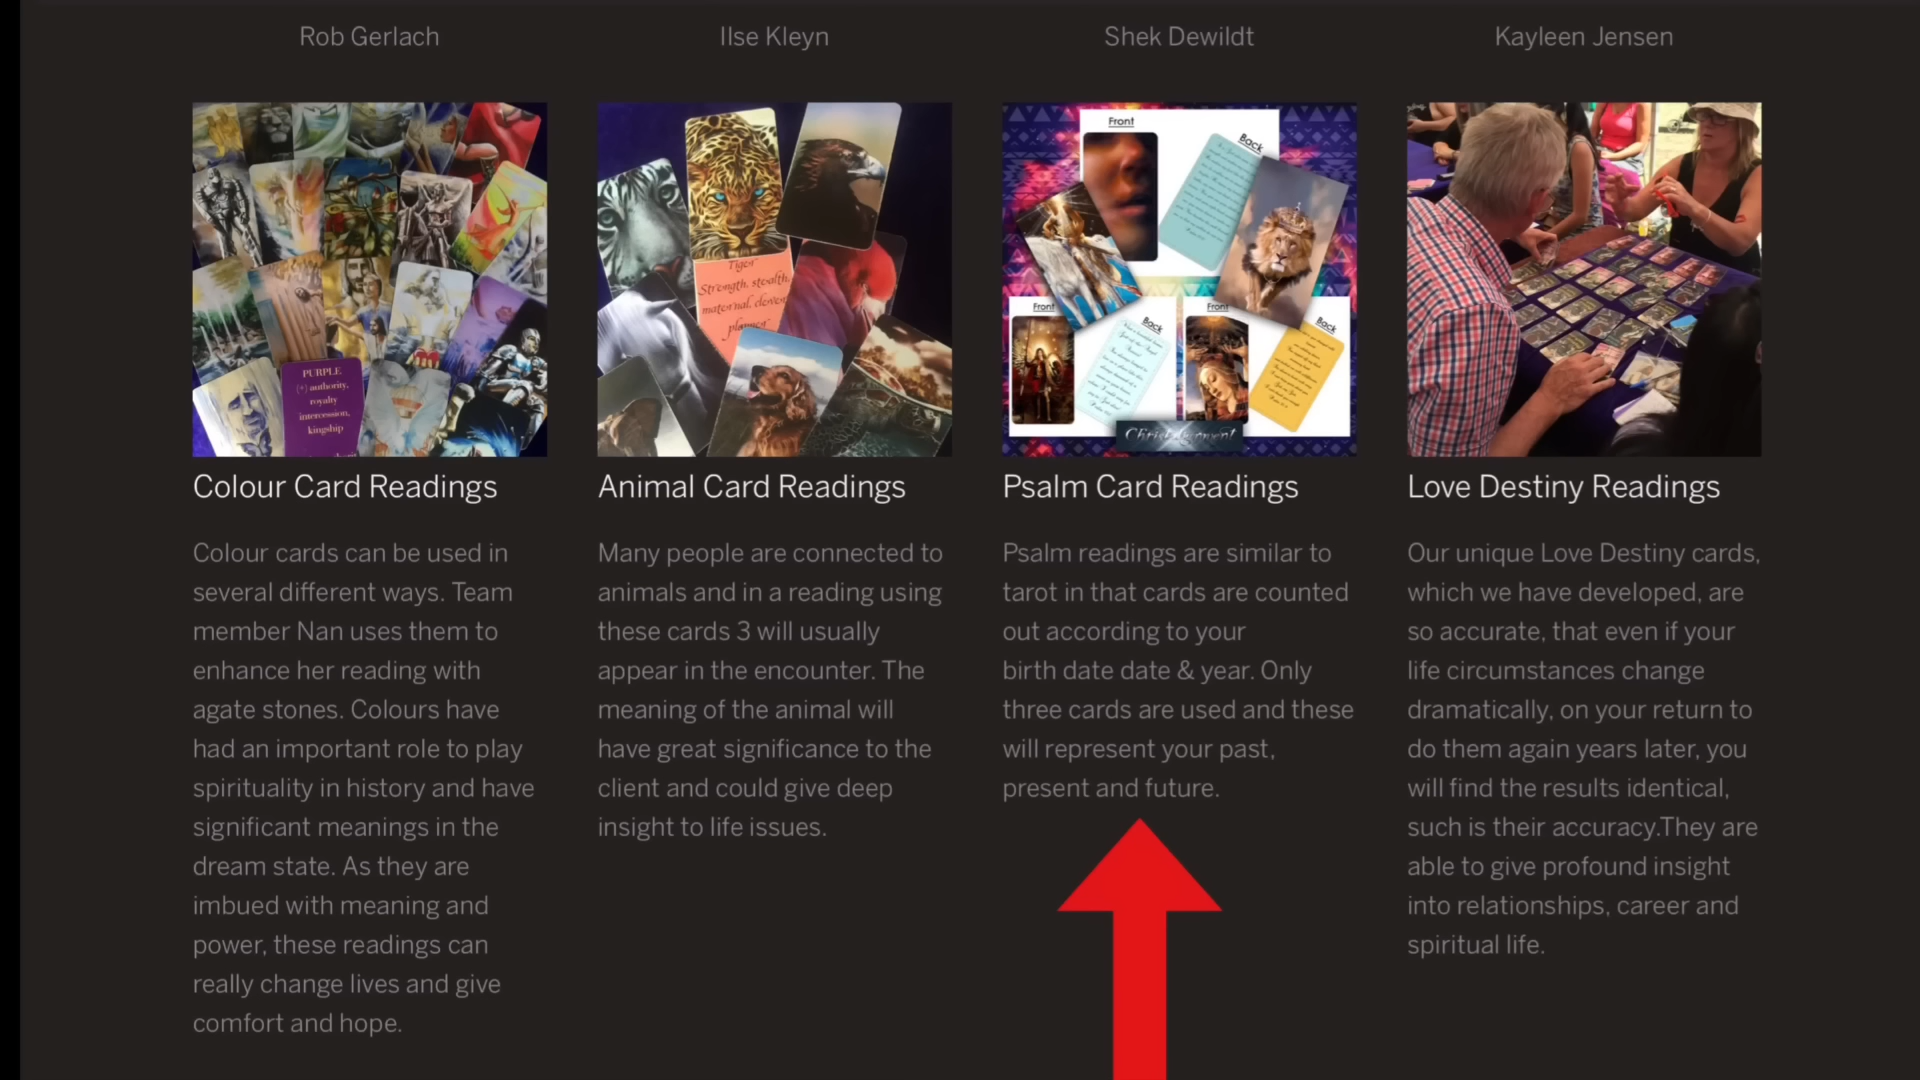 Rob Gerlach
Ilse Kleyn
Shek Dewildt
Kayleen Jensen
PURPLE
(+) authority,
royalty
intercession,
kingship
Tiger
Strength, stealth,
maternal, clever
planner
Front
Back
Front
Back
Front
Back
Colour Card Readings
Colour cards can be used in
several different ways. Team
member Nan uses them to
enhance her reading with
agate stones. Colours have
had an important role to play
spirituality in history and have
significant meanings in the
dream state. As they are
imbued with meaning and
power, these readings can
really change lives and give
comfort and hope.
Animal Card Readings
Many people are connected to
animals and in a reading using
these cards 3 will usually
appear in the encounter. The
meaning of the animal will
have great significance to the
client and could give deep
insight to life issues.
Psalm Card Readings
Psalm readings are similar to
tarot in that cards are counted
out according to your
birth date date & year. Only
three cards are used and these
will represent your past,
present and future.
Love Destiny Readings
Our unique Love Destiny cards,
which we have developed, are
so accurate, that even if your
life circumstances change
dramatically, on your return to
do them again years later, you
will find the results identical,
such is their accuracy.They are
able to give profound insight
into relationships, career and
spiritual life.